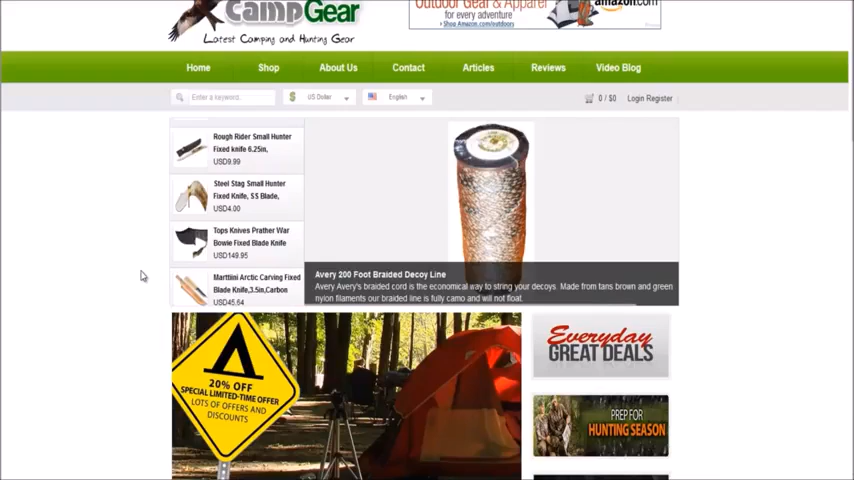 CampGear
Latest Camping and Hunting Gear
Outdoor Gear & Apparel
for every adventure
Shop amazon.com/outdoors
amazon.com
Home
Shop
About Us
Contact
Articles
Reviews
Video Blog
Enter a keyword..
$
US Dollar
English
0 / $0
Login Register
Rough Rider Small Hunter
Fixed knife 6.25in,
USD9.99
Steel Stag Small Hunter
Fixed Knife, SS Blade,
USD4.00
Tops Knives Prather War
Bowie Fixed Blade Knife
USD149.95
Marttiini Arctic Carving Fixed
Blade Knife,3.5in,Carbon
USD45.64
Avery 200 Foot Braided Decoy Line
Avery Avery's braided cord is the economical way to string your decoys. Made from tans brown and green
nylon filaments our braided line is fully camo and will not float.
20% OFF
SPECIAL LIMITED-TIME OFFER
LOTS OF OFFERS AND
DISCOUNTS
Everyday
GREAT DEALS
PREP FOR
HUNTING SEASON